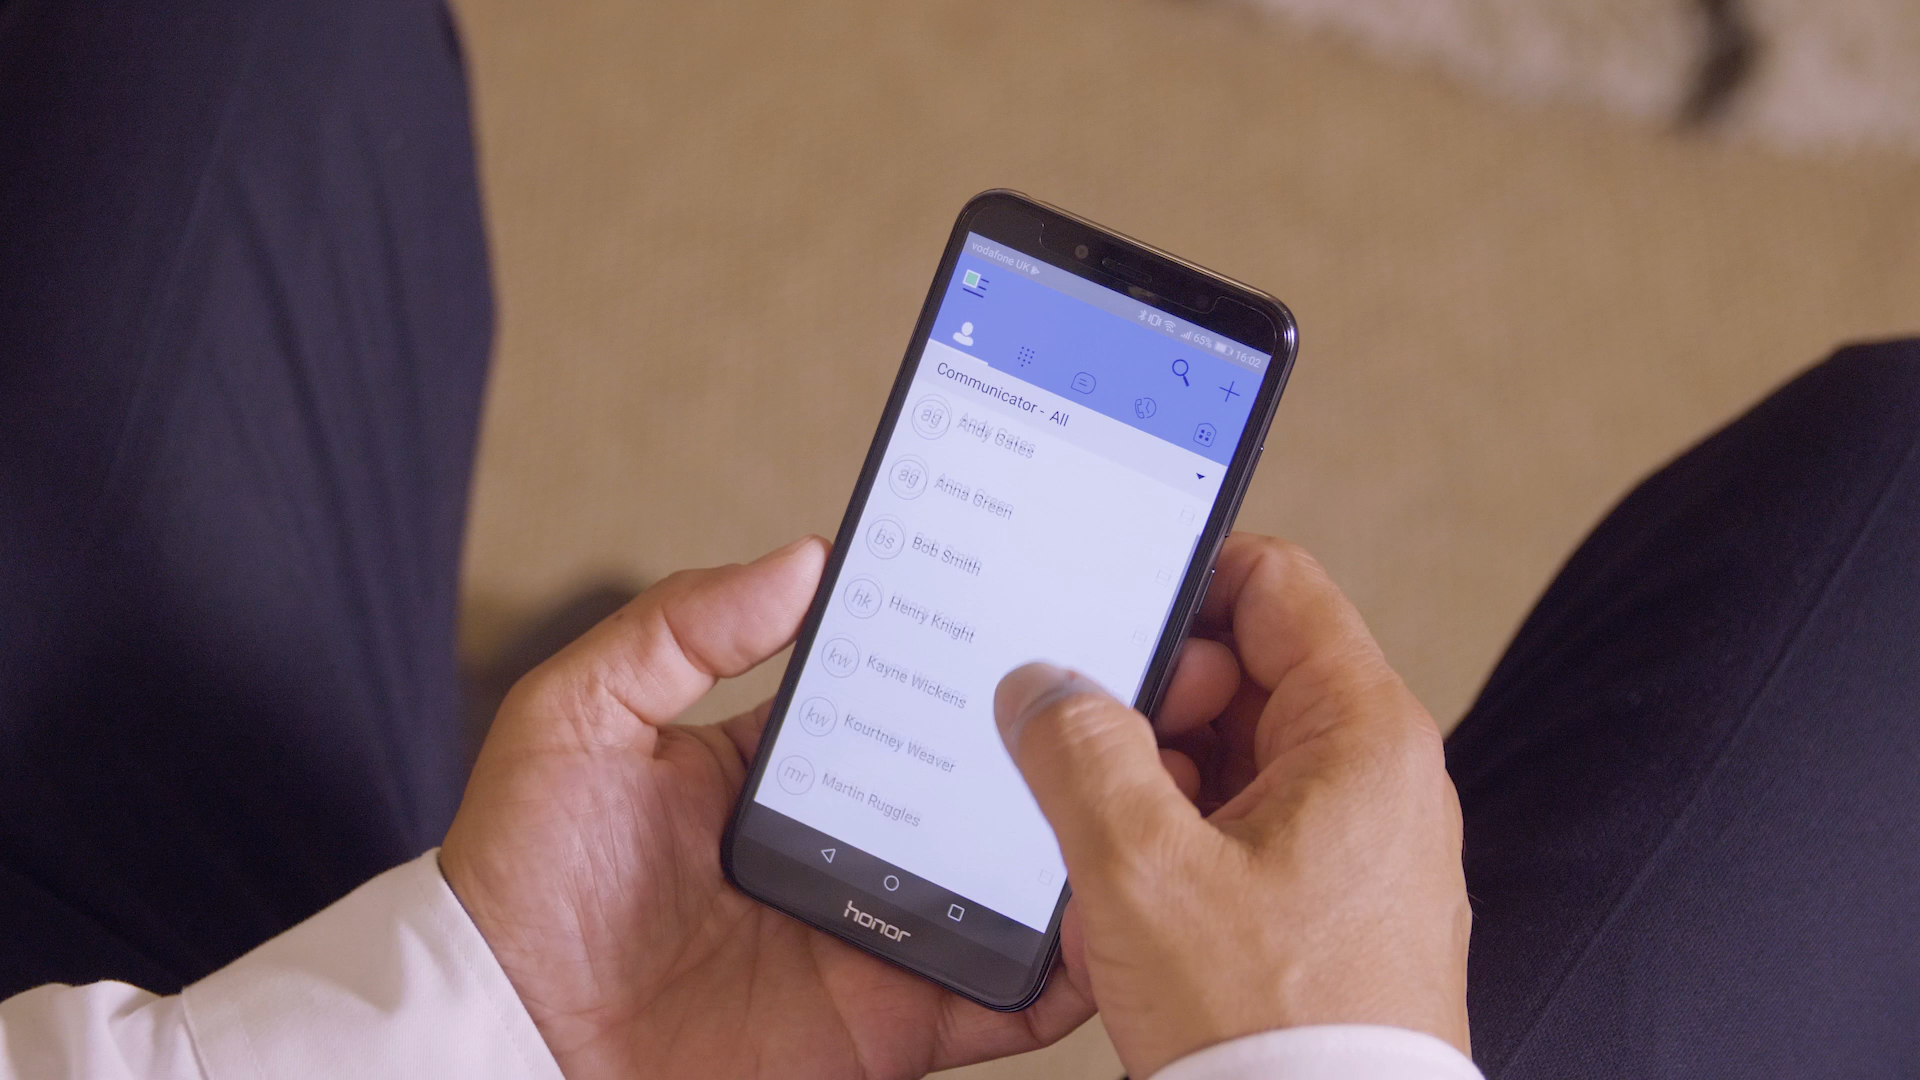 vodafone UK
65% 16:02
Communicator - All
ag Andy Gates
ag Anna Green
bs Bob Smith
hk Henry Knight
kw Kayne Wickens
kw Kourtney Weaver
mr Martin Ruggles
honor